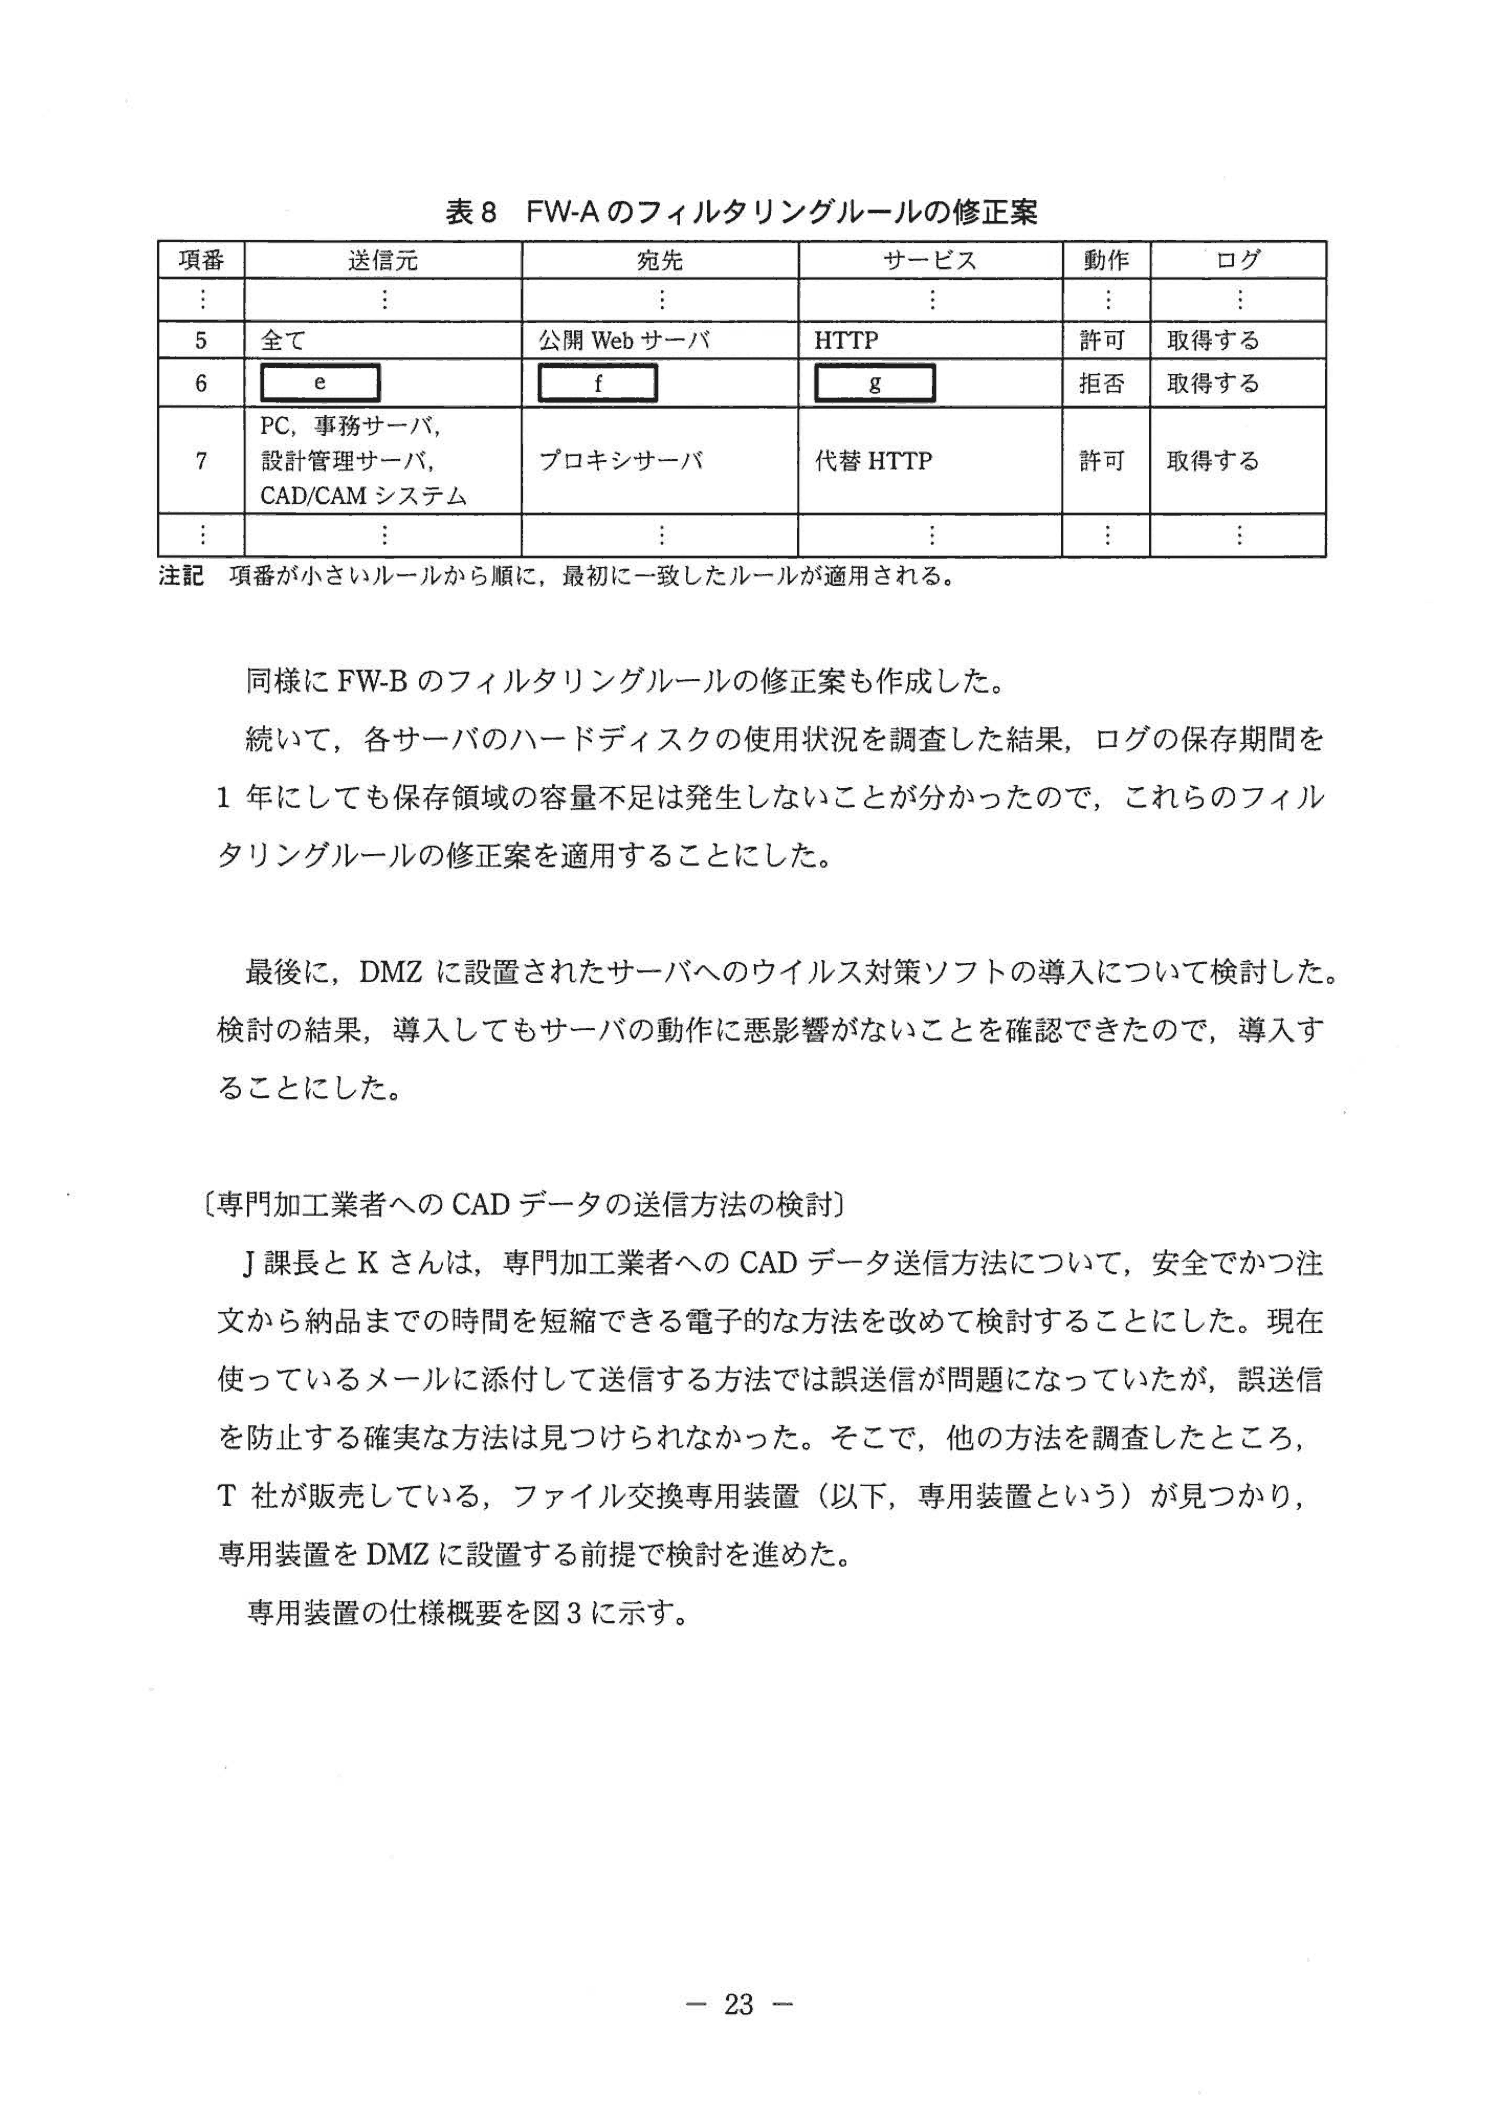 表8 FW-Aのフィルタリングルールの修正案
項番 送信元 宛先 サービス 動作 ログ
⋮ ⋮ ⋮ ⋮ ⋮ ⋮
5 全て 公開 Web サーバ HTTP 許可 取得する
6 e f g 拒否 取得する
7 PC,事務サーバ,
設計管理サーバ,
CAD/CAM システム プロキシサーバ 代替 HTTP 許可 取得する
⋮ ⋮ ⋮ ⋮ ⋮ ⋮
注記 項番が小さいルールから順に,最初に一致したルールが適用される。
同様に FW-B のフィルタリングルールの修正案も作成した。
続いて,各サーバのハードディスクの使用状況を調査した結果,ログの保存期間を
1 年にしても保存領域の容量不足は発生しないことが分かったので,これらのフィル
タリングルールの修正案を適用することにした。
最後に,DMZ に設置されたサーバへのウイルス対策ソフトの導入について検討した。
検討の結果,導入してもサーバの動作に悪影響がないことを確認できたので,導入す
ることにした。
〔専門加工業者への CAD データの送信方法の検討〕
J 課長と K さんは,専門加工業者への CAD データ送信方法について,安全でかつ注
文から納品までの時間を短縮できる電子的な方法を改めて検討することにした。現在
使っているメールに添付して送信する方法では誤送信が問題になっていたが,誤送信
を防止する確実な方法は見つけられなかった。そこで,他の方法を調査したところ,
T 社が販売している,ファイル交換専用装置(以下,専用装置という)が見つかり,
専用装置を DMZ に設置する前提で検討を進めた。
専用装置の仕様概要を図 3 に示す。
- 23 -